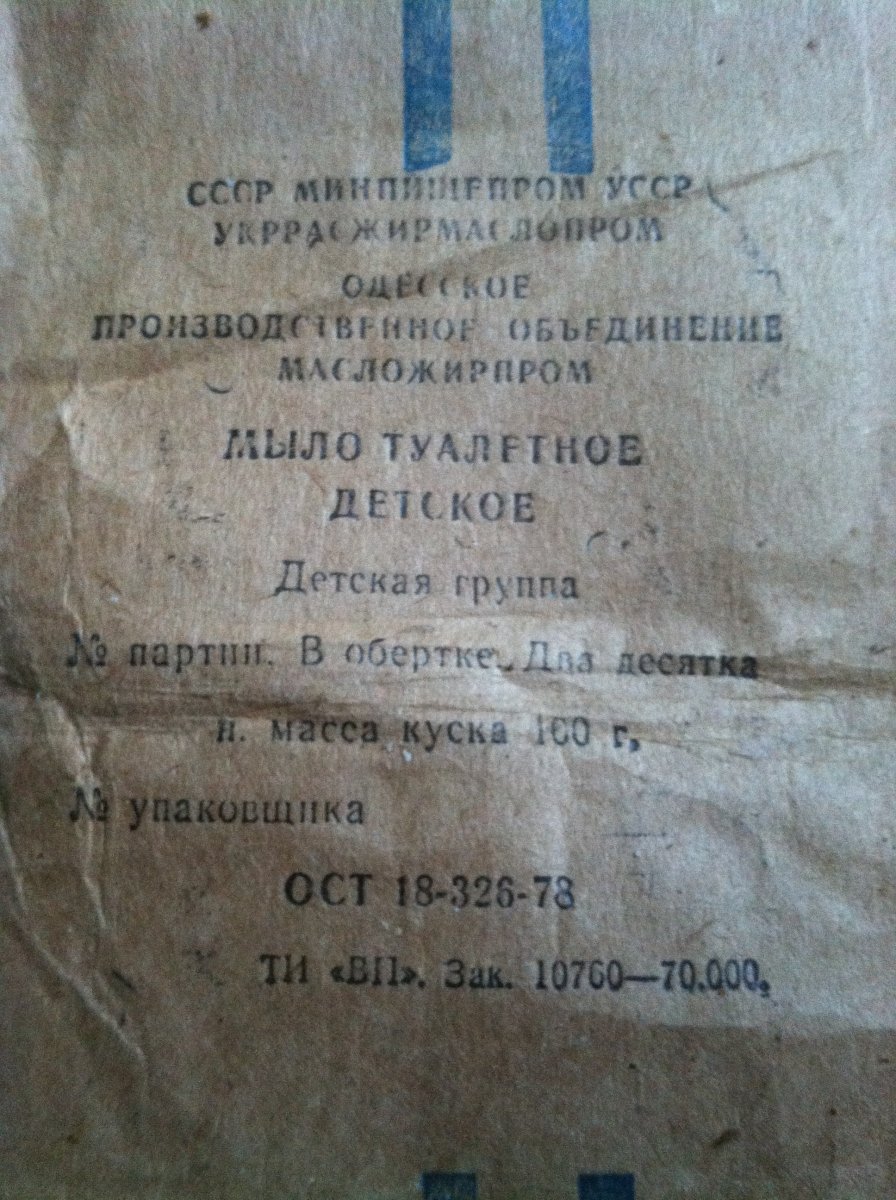 СССР МИНПИЩЕПРОМ УССР
УКРРАСЖИРМАСЛОПРОМ
ОДЕССКОЕ
ПРОИЗВОДСТВЕННОЕ ОБЪЕДИНЕНИЕ
МАСЛОЖИРПРОМ
МЫЛО ТУАЛЕТНОЕ
ДЕТСКОЕ
Детская группа
№ партии. В обертке. Два десятка
н. масса куска 100 г,
№ упаковщика
ОСТ 18-326-78
ТИ «ВП». Зак. 10760—70.000,